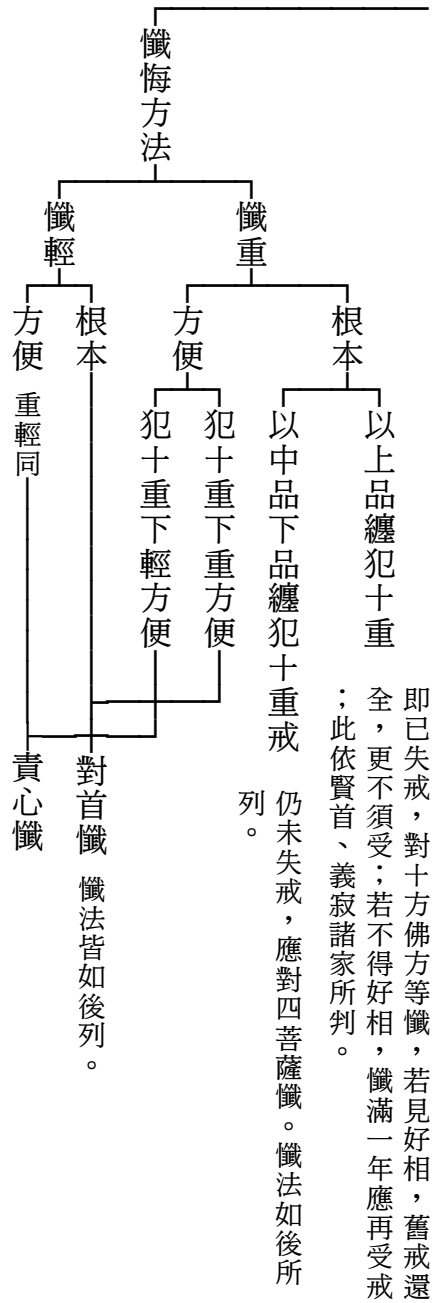 懺悔方法
懺重
根本
以上品纏犯十重
即已失戒，對十方佛方等懺，若見好相，舊戒還
全，更不須受；若不得好相，懺滿一年應再受戒
；此依賢首、義寂諸家所判。
以中品下品纏犯十重戒
仍未失戒，應對四菩薩懺。懺法如後所
列。
方便
犯十重下重方便
犯十重下輕方便
懺輕
根本
對首懺 懺法皆如後列。
方便 重輕同
責心懺